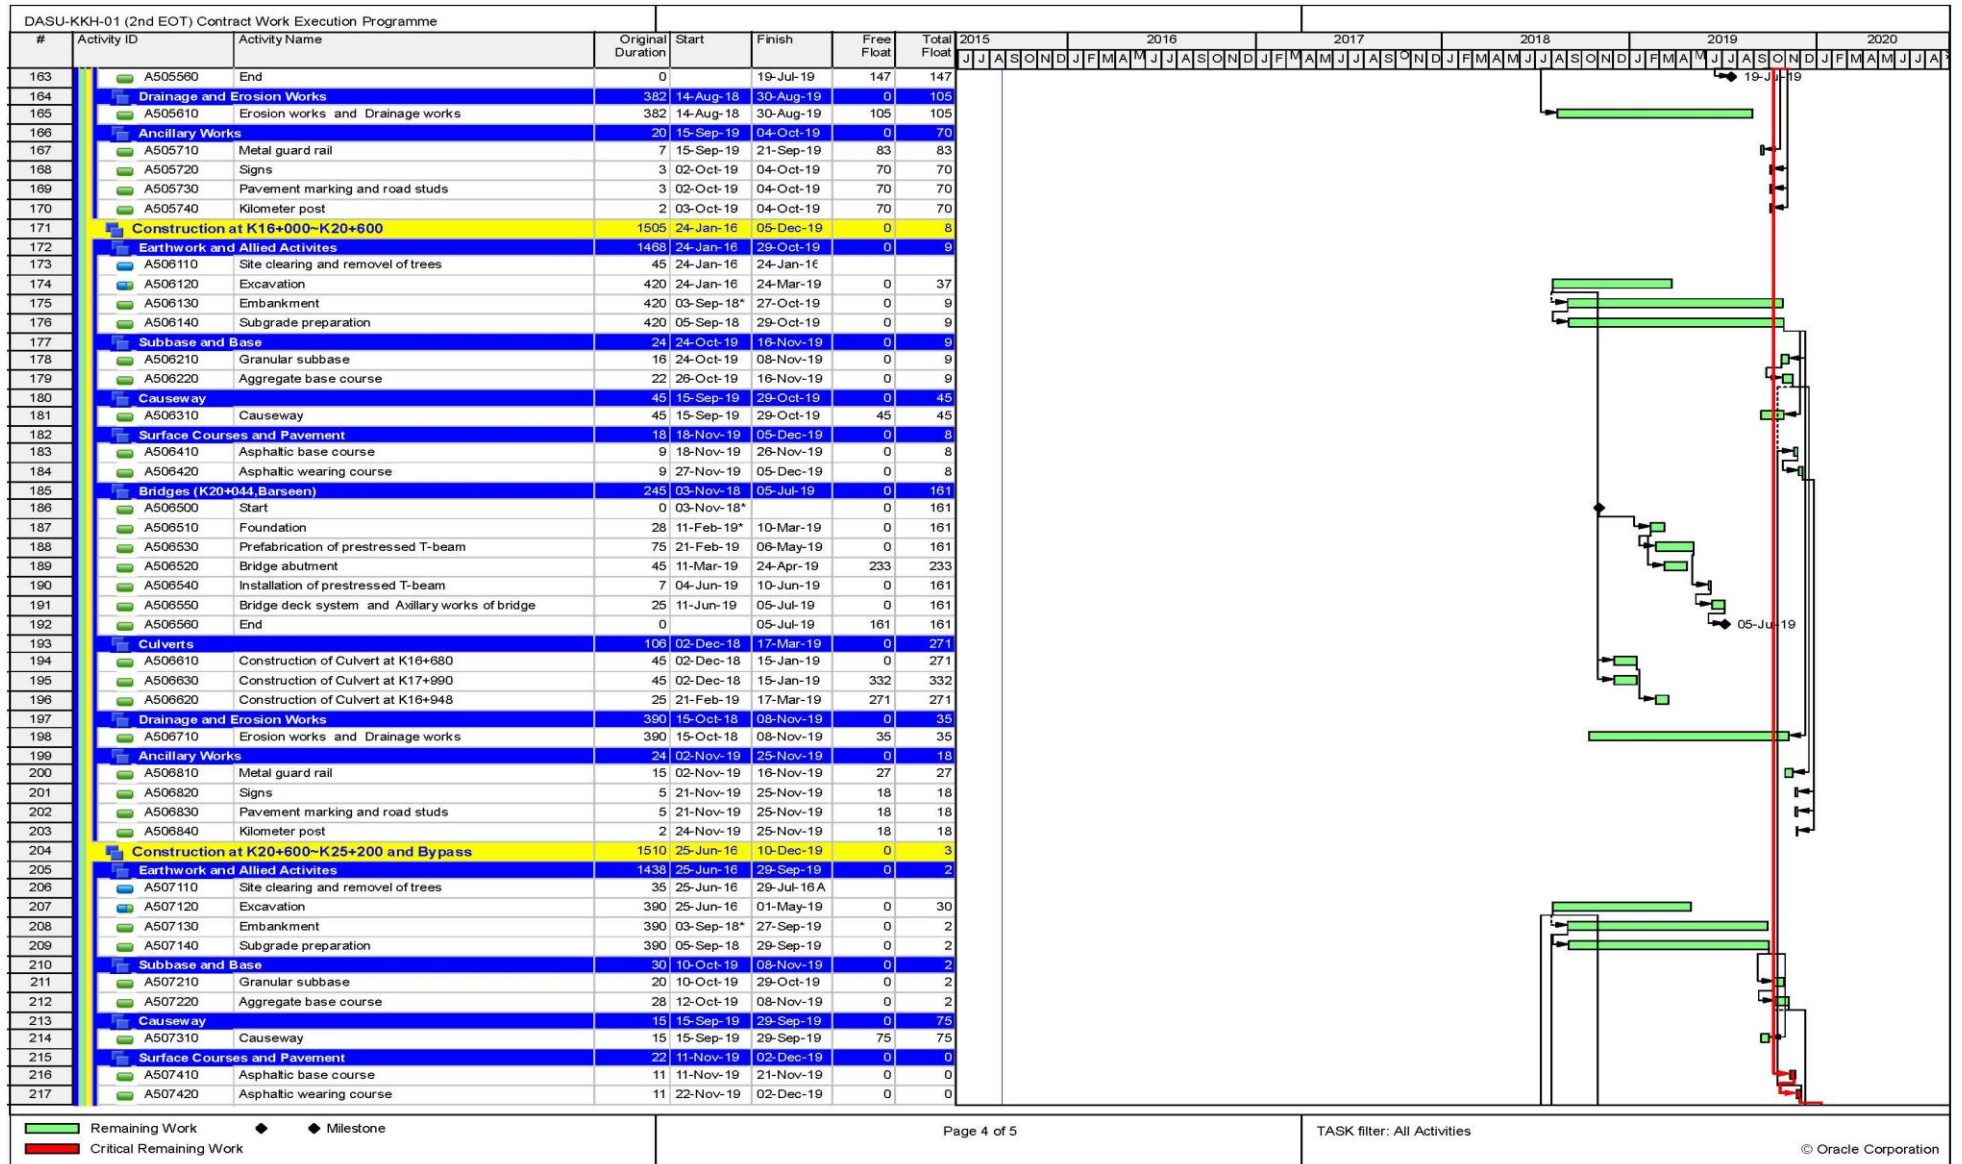 DASU-KKH-01 (2nd EOT) Contract Work Execution Programme
# Activity ID Activity Name Original Duration Start Finish Free Float Total Float 2015 2016 2017 2018 2019 2020
J J A S O N D J F M A M J J A S O N D J F M A M J J A S O N D J F M A M J J A S O N D J F M A M J J A S O N D J F M A M J J A
163 A505560 End 0 19-Jul-19 147 147 19-Jul-19
164 Drainage and Erosion Works 382 14-Aug-18 30-Aug-19 0 105
165 A505610 Erosion works and Drainage works 382 14-Aug-18 30-Aug-19 105 105
166 Ancillary Works 20 15-Sep-19 04-Oct-19 0 70
167 A505710 Metal guard rail 7 15-Sep-19 21-Sep-19 83 83
168 A505720 Signs 3 02-Oct-19 04-Oct-19 70 70
169 A505730 Pavement marking and road studs 3 02-Oct-19 04-Oct-19 70 70
170 A505740 Kilometer post 2 03-Oct-19 04-Oct-19 70 70
171 Construction at K16+000~K20+600 1505 24-Jan-16 05-Dec-19 0 8
172 Earthwork and Allied Activites 1468 24-Jan-16 29-Oct-19 0 9
173 A506110 Site clearing and removel of trees 45 24-Jan-16 24-Jan-16
174 A506120 Excavation 420 24-Jan-16 24-Mar-19 0 37
175 A506130 Embankment 420 03-Sep-18* 27-Oct-19 0 9
176 A506140 Subgrade preparation 420 05-Sep-18 29-Oct-19 0 9
177 Subbase and Base 24 24-Oct-19 16-Nov-19 0 9
178 A506210 Granular subbase 16 24-Oct-19 08-Nov-19 0 9
179 A506220 Aggregate base course 22 26-Oct-19 16-Nov-19 0 9
180 Causeway 45 15-Sep-19 29-Oct-19 0 45
181 A506310 Causeway 45 15-Sep-19 29-Oct-19 45 45
182 Surface Courses and Pavement 18 18-Nov-19 05-Dec-19 0 8
183 A506410 Asphaltic base course 9 18-Nov-19 26-Nov-19 0 8
184 A506420 Asphaltic wearing course 9 27-Nov-19 05-Dec-19 0 8
185 Bridges (K20+044,Barseen) 245 03-Nov-18 05-Jul-19 0 161
186 A506500 Start 0 03-Nov-18* 0 161
187 A506510 Foundation 28 11-Feb-19* 10-Mar-19 0 161
188 A506530 Prefabrication of prestressed T-beam 75 21-Feb-19 06-May-19 0 161
189 A506520 Bridge abutment 45 11-Mar-19 24-Apr-19 233 233
190 A506540 Installation of prestressed T-beam 7 04-Jun-19 10-Jun-19 0 161
191 A506550 Bridge deck system and Axillary works of bridge 25 11-Jun-19 05-Jul-19 0 161
192 A506560 End 0 05-Jul-19 161 161 05-Jul-19
193 Culverts 106 02-Dec-18 17-Mar-19 0 271
194 A506610 Construction of Culvert at K16+680 45 02-Dec-18 15-Jan-19 0 271
195 A506630 Construction of Culvert at K17+990 45 02-Dec-18 15-Jan-19 332 332
196 A506620 Construction of Culvert at K16+948 25 21-Feb-19 17-Mar-19 271 271
197 Drainage and Erosion Works 390 15-Oct-18 08-Nov-19 0 35
198 A506710 Erosion works and Drainage works 390 15-Oct-18 08-Nov-19 35 35
199 Ancillary Works 24 02-Nov-19 25-Nov-19 0 18
200 A506810 Metal guard rail 15 02-Nov-19 16-Nov-19 27 27
201 A506820 Signs 5 21-Nov-19 25-Nov-19 18 18
202 A506830 Pavement marking and road studs 5 21-Nov-19 25-Nov-19 18 18
203 A506840 Kilometer post 2 24-Nov-19 25-Nov-19 18 18
204 Construction at K20+600~K25+200 and Bypass 1510 25-Jun-16 10-Dec-19 0 3
205 Earthwork and Allied Activites 1438 25-Jun-16 29-Sep-19 0 2
206 A507110 Site clearing and removel of trees 35 25-Jun-16 29-Jul-16 A
207 A507120 Excavation 390 25-Jun-16 01-May-19 0 30
208 A507130 Embankment 390 03-Sep-18* 27-Sep-19 0 2
209 A507140 Subgrade preparation 390 05-Sep-18 29-Sep-19 0 2
210 Subbase and Base 30 10-Oct-19 08-Nov-19 0 2
211 A507210 Granular subbase 20 10-Oct-19 29-Oct-19 0 2
212 A507220 Aggregate base course 28 12-Oct-19 08-Nov-19 0 2
213 Causeway 15 15-Sep-19 29-Sep-19 0 75
214 A507310 Causeway 15 15-Sep-19 29-Sep-19 75 75
215 Surface Courses and Pavement 22 11-Nov-19 02-Dec-19 0 0
216 A507410 Asphaltic base course 11 11-Nov-19 21-Nov-19 0 0
217 A507420 Asphaltic wearing course 11 22-Nov-19 02-Dec-19 0 0
Remaining Work Milestone Page 4 of 5 TASK filter: All Activities
Critical Remaining Work © Oracle Corporation